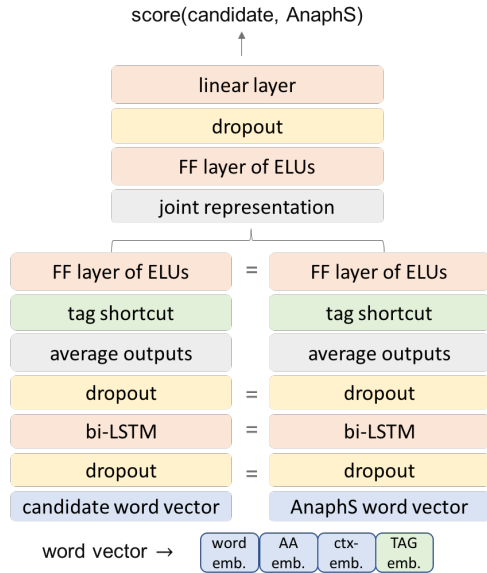 score(candidate, AnaphS)
linear layer
dropout
FF layer of ELUs
joint representation
FF layer of ELUs = FF layer of ELUs
tag shortcut tag shortcut
average outputs average outputs
dropout = dropout
bi-LSTM = bi-LSTM
dropout = dropout
candidate word vector AnaphS word vector
word vector → word emb. AA emb. ctx- emb. TAG emb.